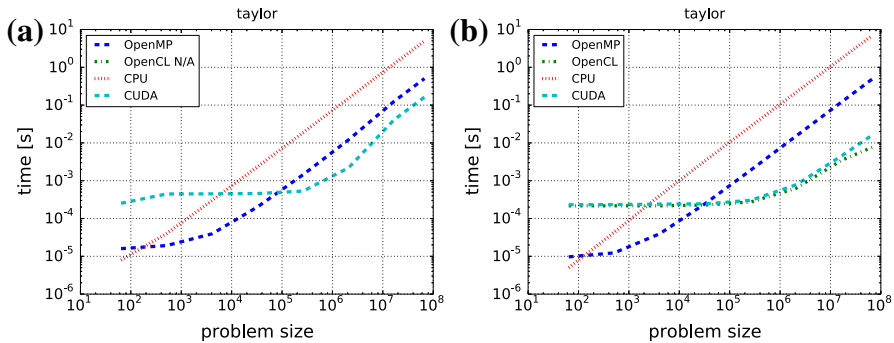 (a)
taylor
time [s]
10^1
10^0
10^-1
10^-2
10^-3
10^-4
10^-5
10^-6
OpenMP
OpenCL N/A
CPU
CUDA
10^1 10^2 10^3 10^4 10^5 10^6 10^7 10^8
problem size
(b)
taylor
time [s]
10^1
10^0
10^-1
10^-2
10^-3
10^-4
10^-5
10^-6
OpenMP
OpenCL
CPU
CUDA
10^1 10^2 10^3 10^4 10^5 10^6 10^7 10^8
problem size